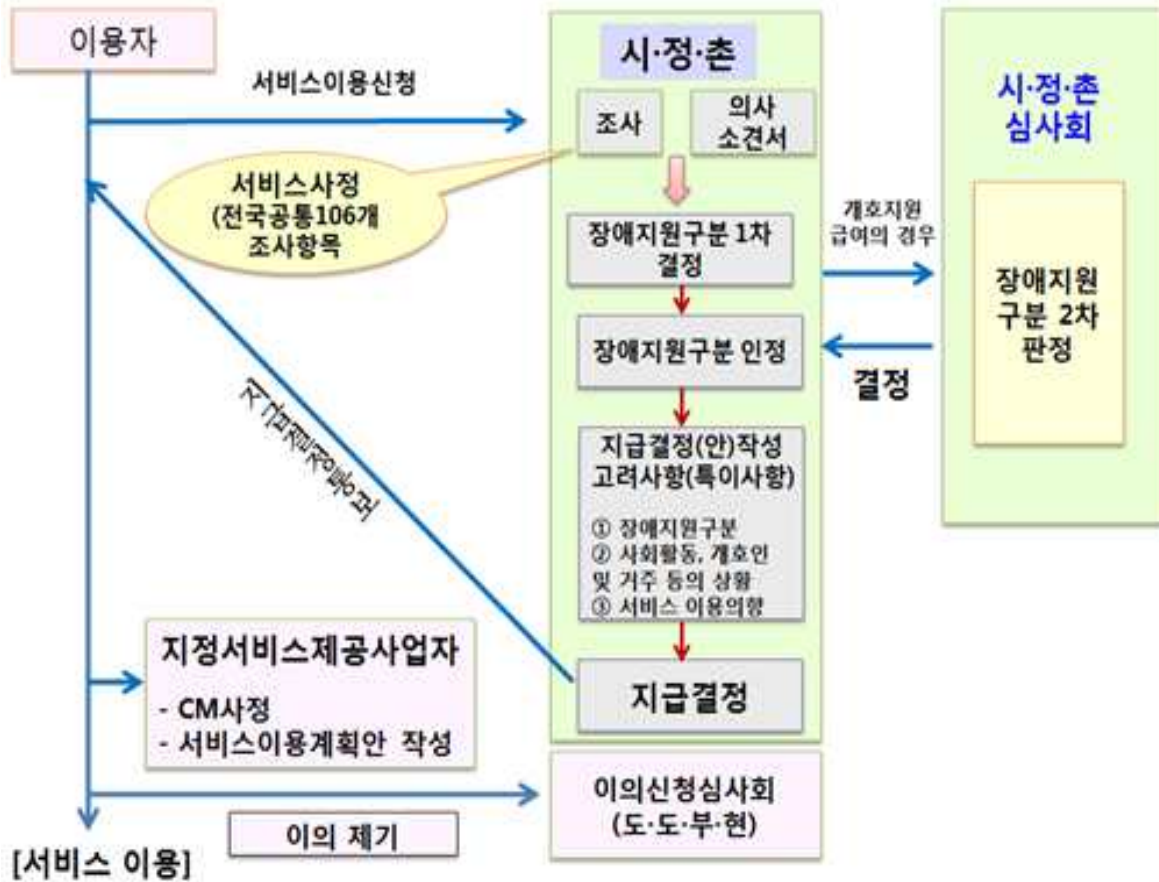 이용자
서비스이용신청
서비스사정
(전국공통106개
조사항목
시·정·촌
조사
의사
소견서
장애지원구분 1차
결정
장애지원구분 인정
지급결정(안)작성
고려사항(특이사항)
① 장애지원구분
② 사회활동, 개호인
및 거주 등의 상황
③ 서비스 이용의향
지급결정
개호지원
급여의 경우
결정
시·정·촌
심사회
장애지원
구분 2차
판정
지급결정통보
지정서비스제공사업자
- CM사정
- 서비스이용계획안 작성
이의 제기
이의신청심사회
(도·도·부·현)
[서비스 이용]